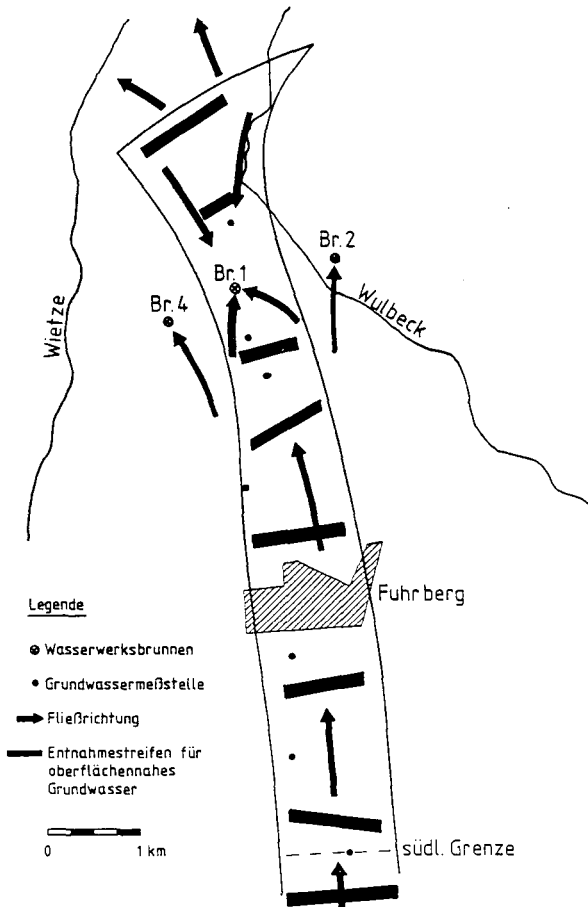 Br. 2
Br. 1
Br. 4
Wietze
Wulbeck
Fuhrberg
Legende
Wasserwerksbrunnen
Grundwassermeßstelle
Fließrichtung
Entnahmestreifen für
oberflächennahes
Grundwasser
0 1 km
südl. Grenze